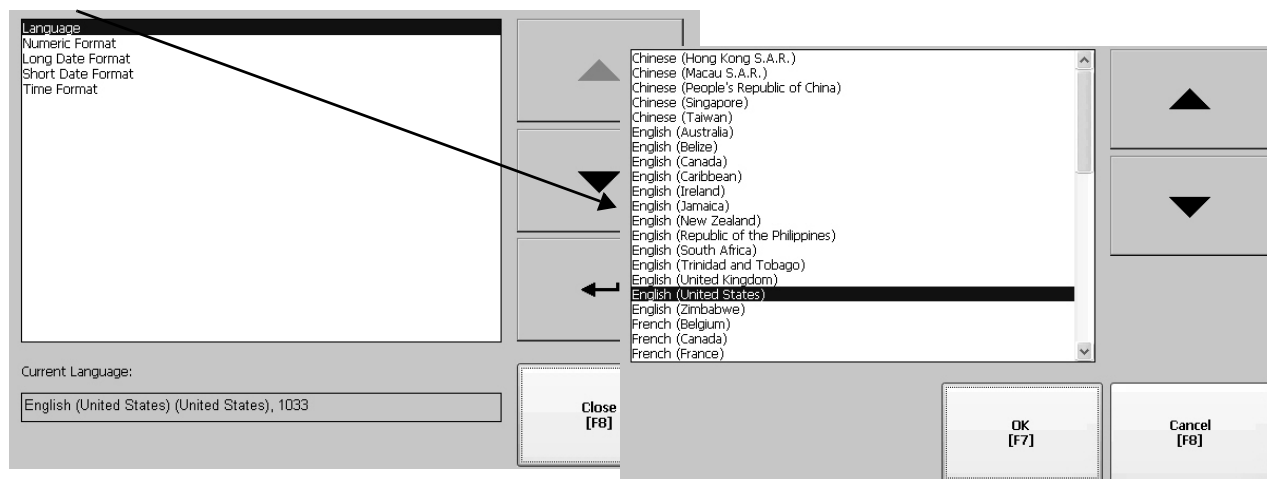 Language
Numeric Format
Long Date Format
Short Date Format
Time Format
Current Language:
English (United States) (United States), 1033
Close
[F8]
Chinese (Hong Kong S.A.R.)
Chinese (Macau S.A.R.)
Chinese (People's Republic of China)
Chinese (Singapore)
Chinese (Taiwan)
English (Australia)
English (Belize)
English (Canada)
English (Caribbean)
English (Ireland)
English (Jamaica)
English (New Zealand)
English (Republic of the Philippines)
English (South Africa)
English (Trinidad and Tobago)
English (United Kingdom)
English (United States)
English (Zimbabwe)
French (Belgium)
French (Canada)
French (France)
OK
[F7]
Cancel
[F8]